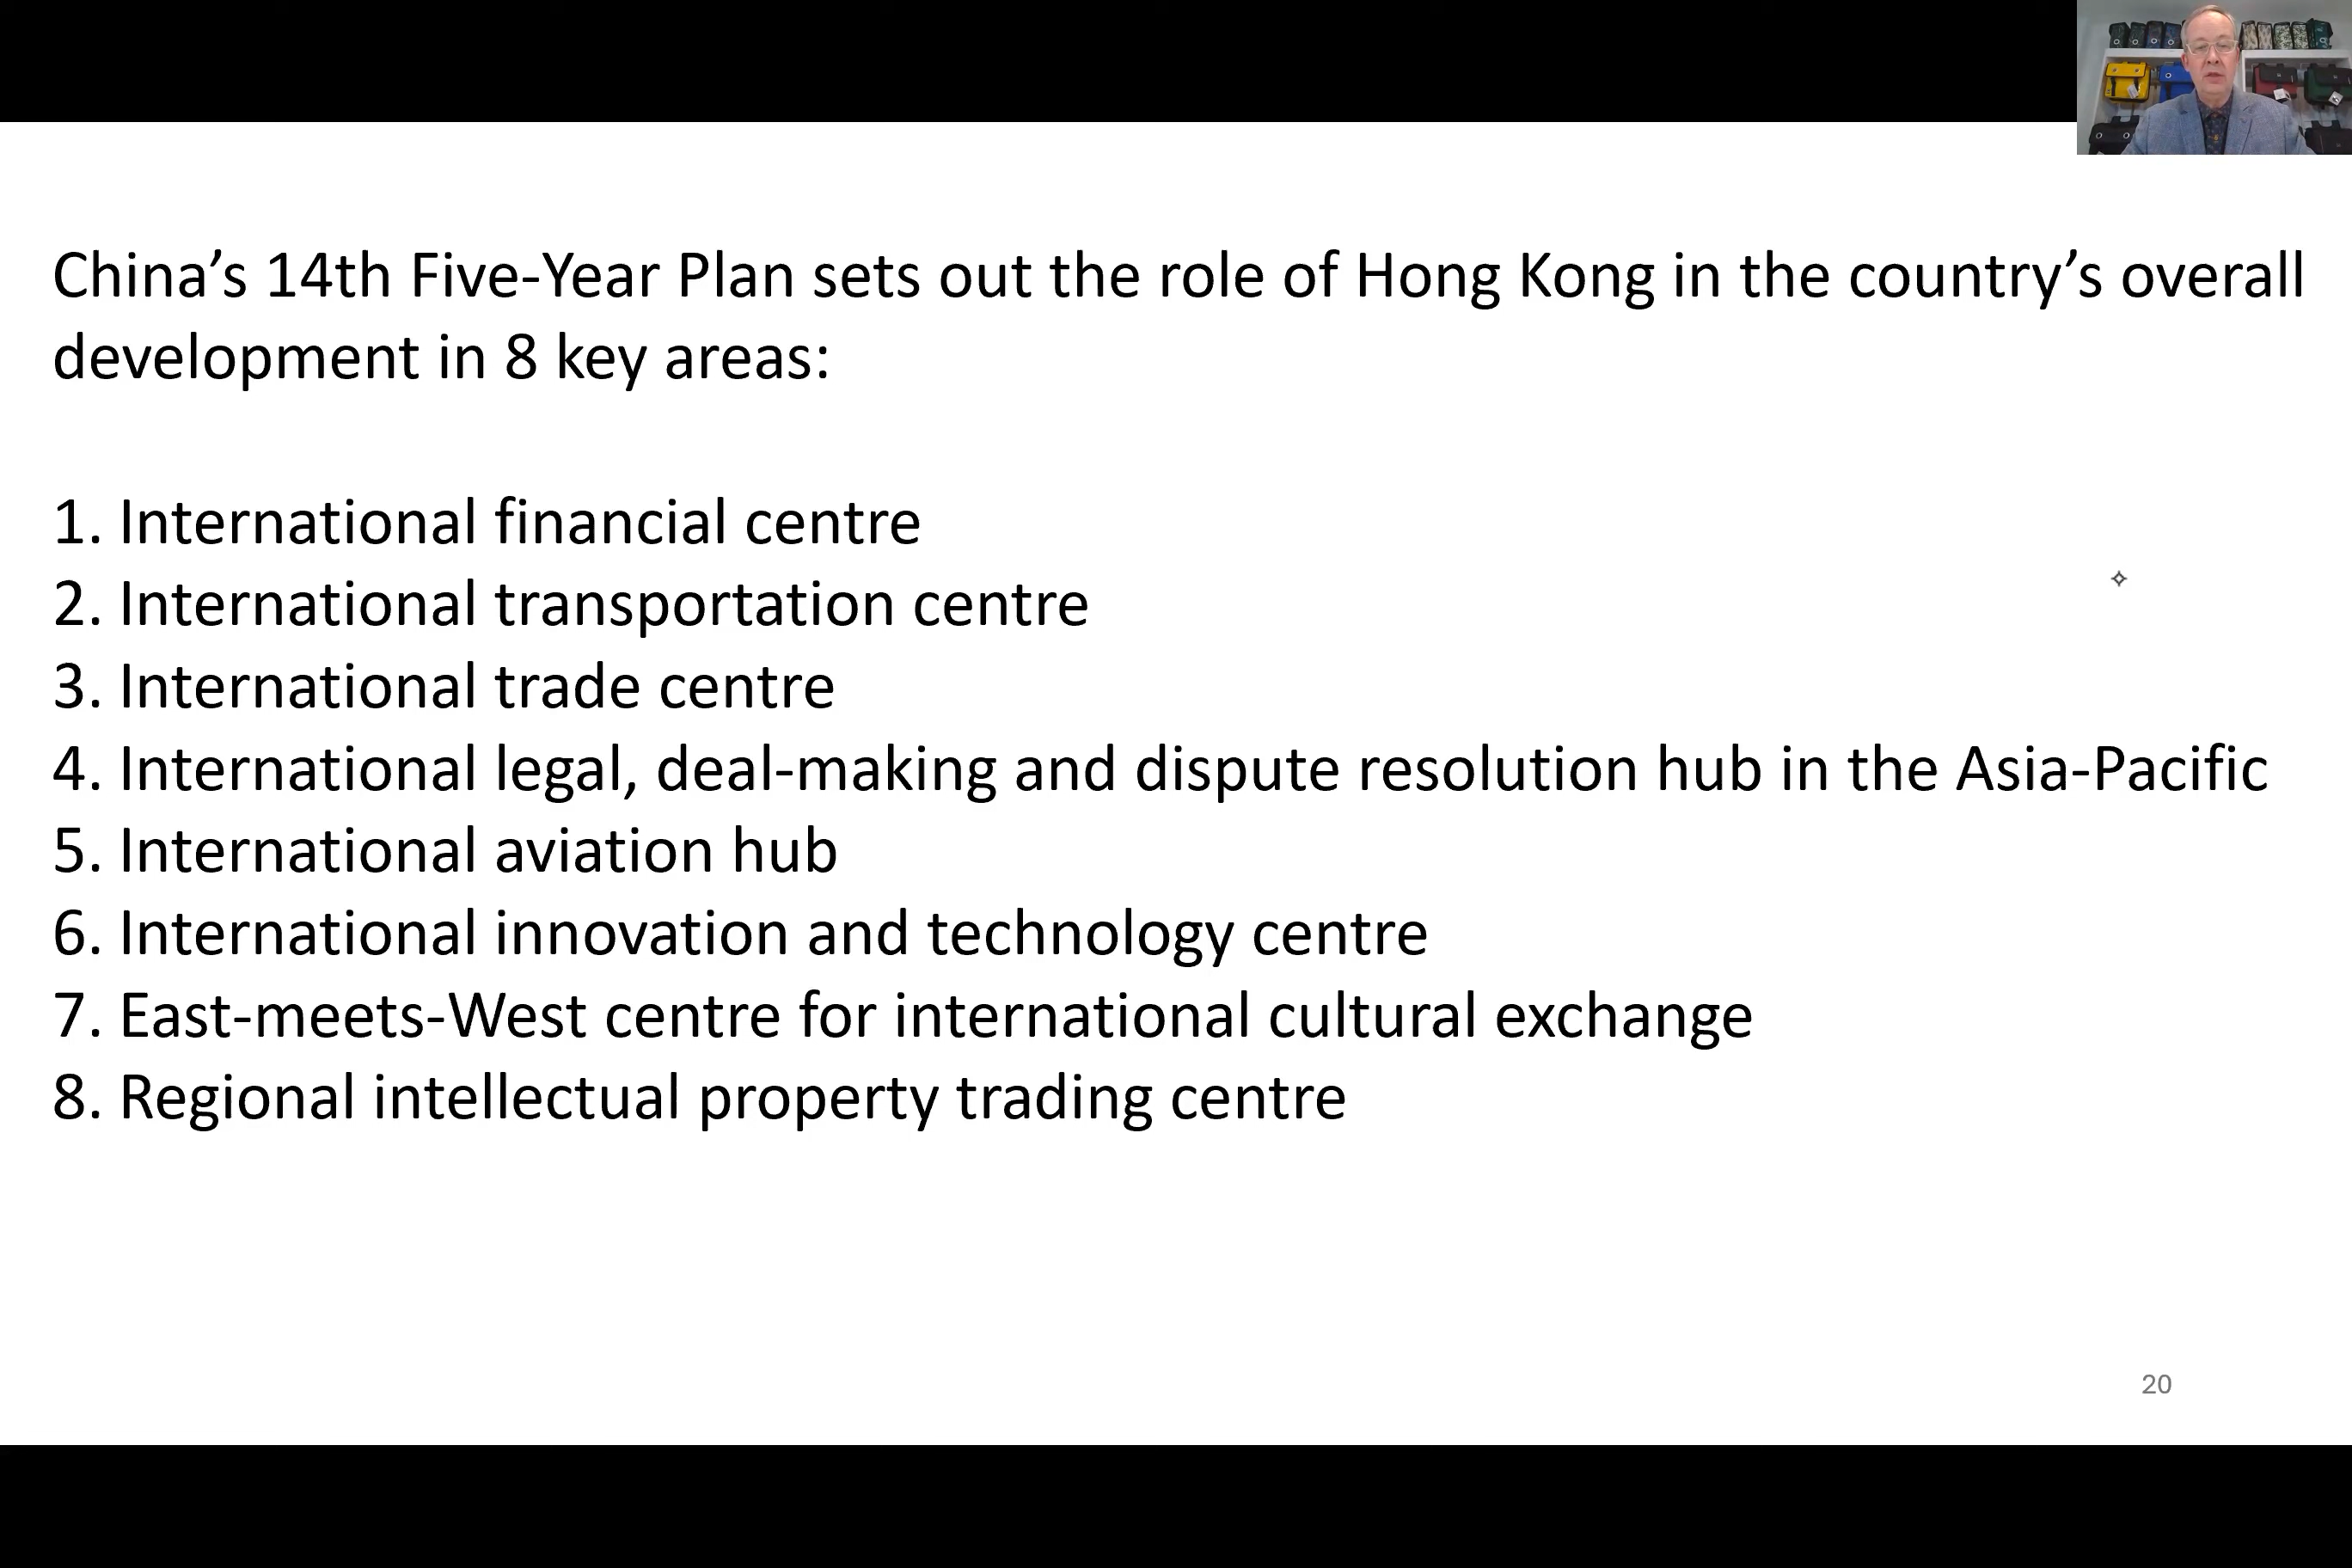 China’s 14th Five-Year Plan sets out the role of Hong Kong in the country’s overall
development in 8 key areas:
1. International financial centre
2. International transportation centre
3. International trade centre
4. International legal, deal-making and dispute resolution hub in the Asia-Pacific
5. International aviation hub
6. International innovation and technology centre
7. East-meets-West centre for international cultural exchange
8. Regional intellectual property trading centre
20